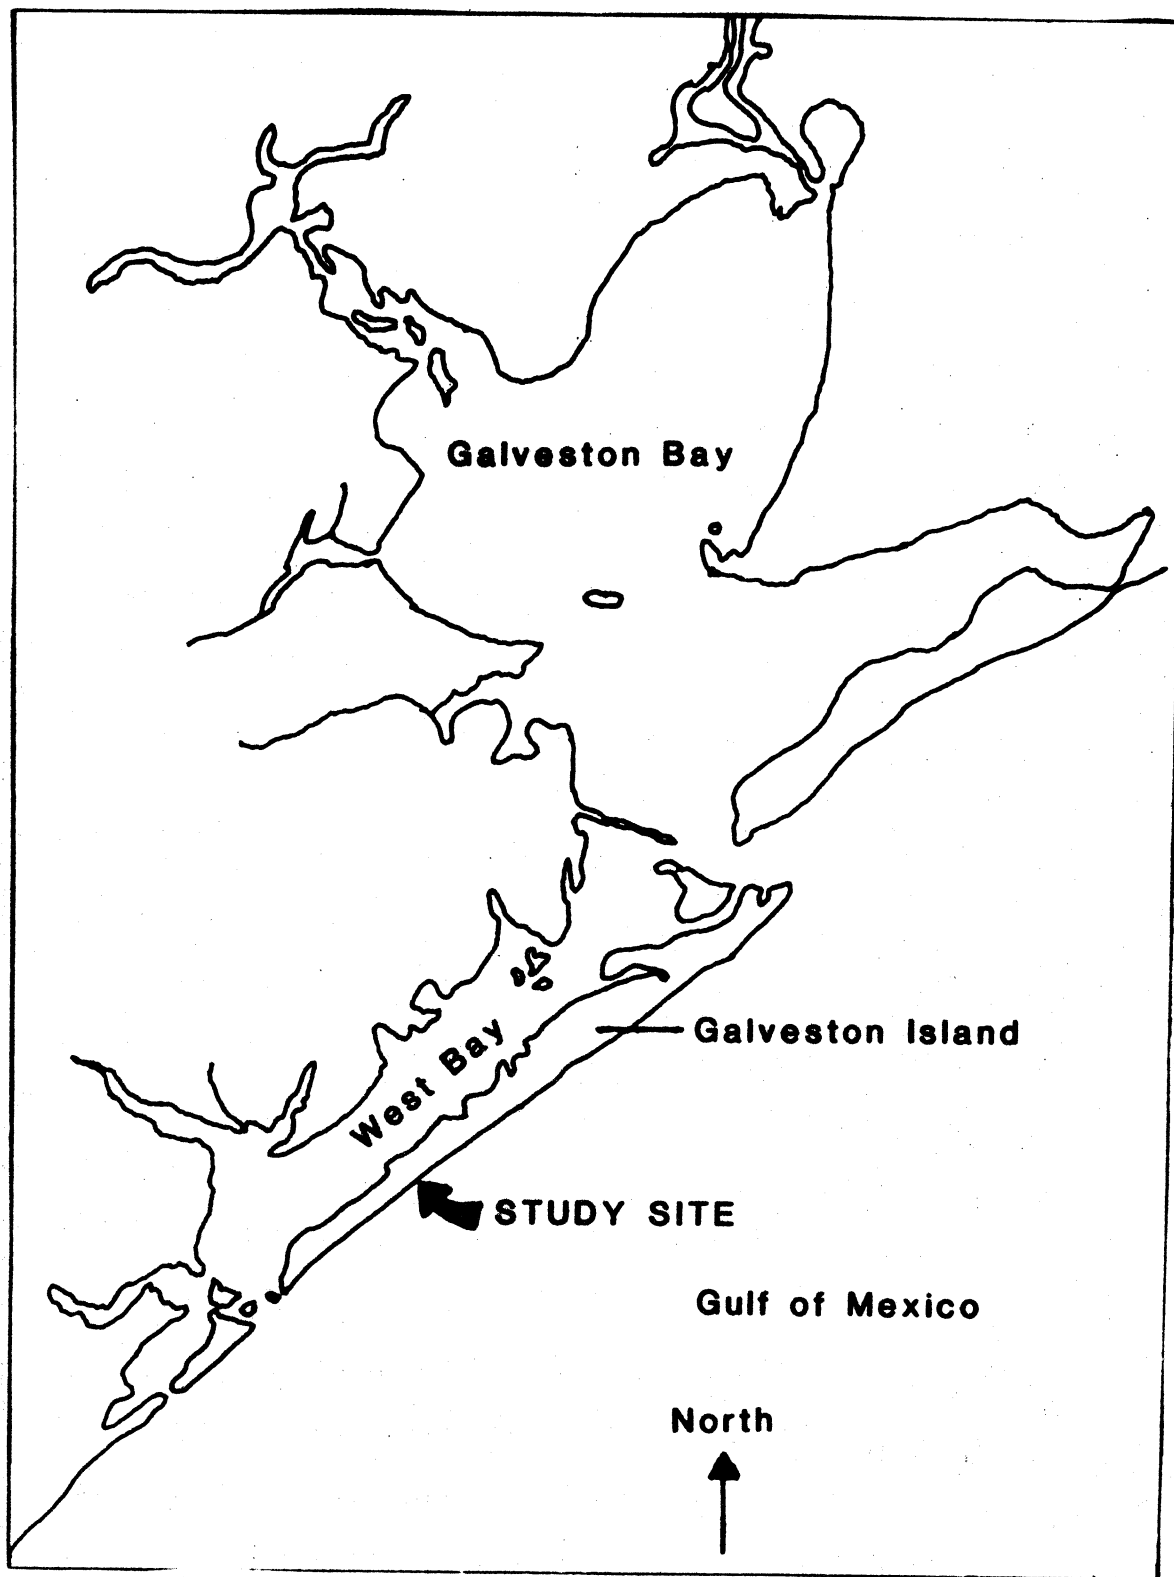 Galveston Bay
West Bay
Galveston Island
STUDY SITE
Gulf of Mexico
North